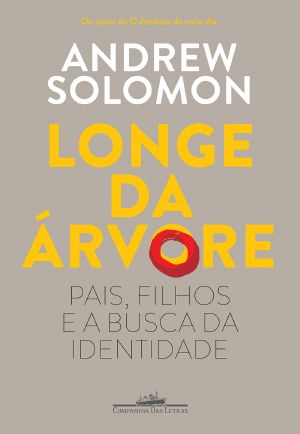 Do autor de O demônio do meio-dia
ANDREW
SOLOMON
LONGE
DA
ÁRVORE
PAIS, FILHOS
E A BUSCA DA
IDENTIDADE
COMPANHIA DAS LETRAS